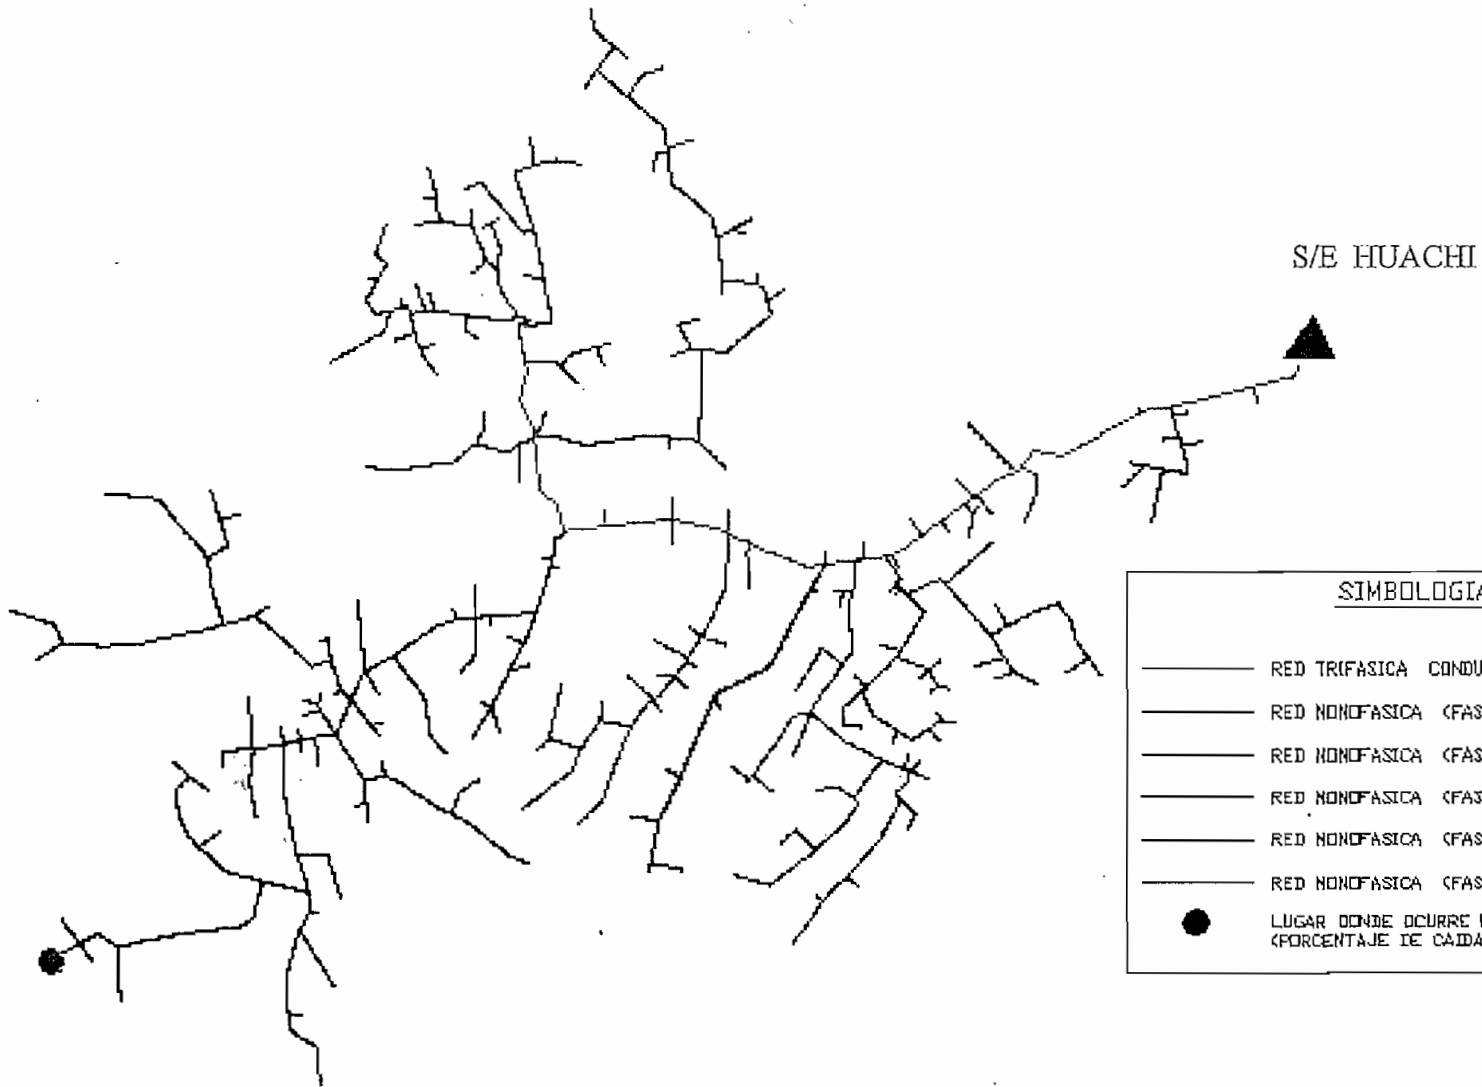 S/E HUACHI
SIMBOLOGIA
RED TRIFASICA CONDU
RED MONOFASICA (FAS
RED MONOFASICA (FAS
RED MONOFASICA (FAS
RED MONOFASICA (FAS
RED MONOFASICA (FAS
LUGAR DONDE OCURRE
(PORCENTAJE DE CAIDA